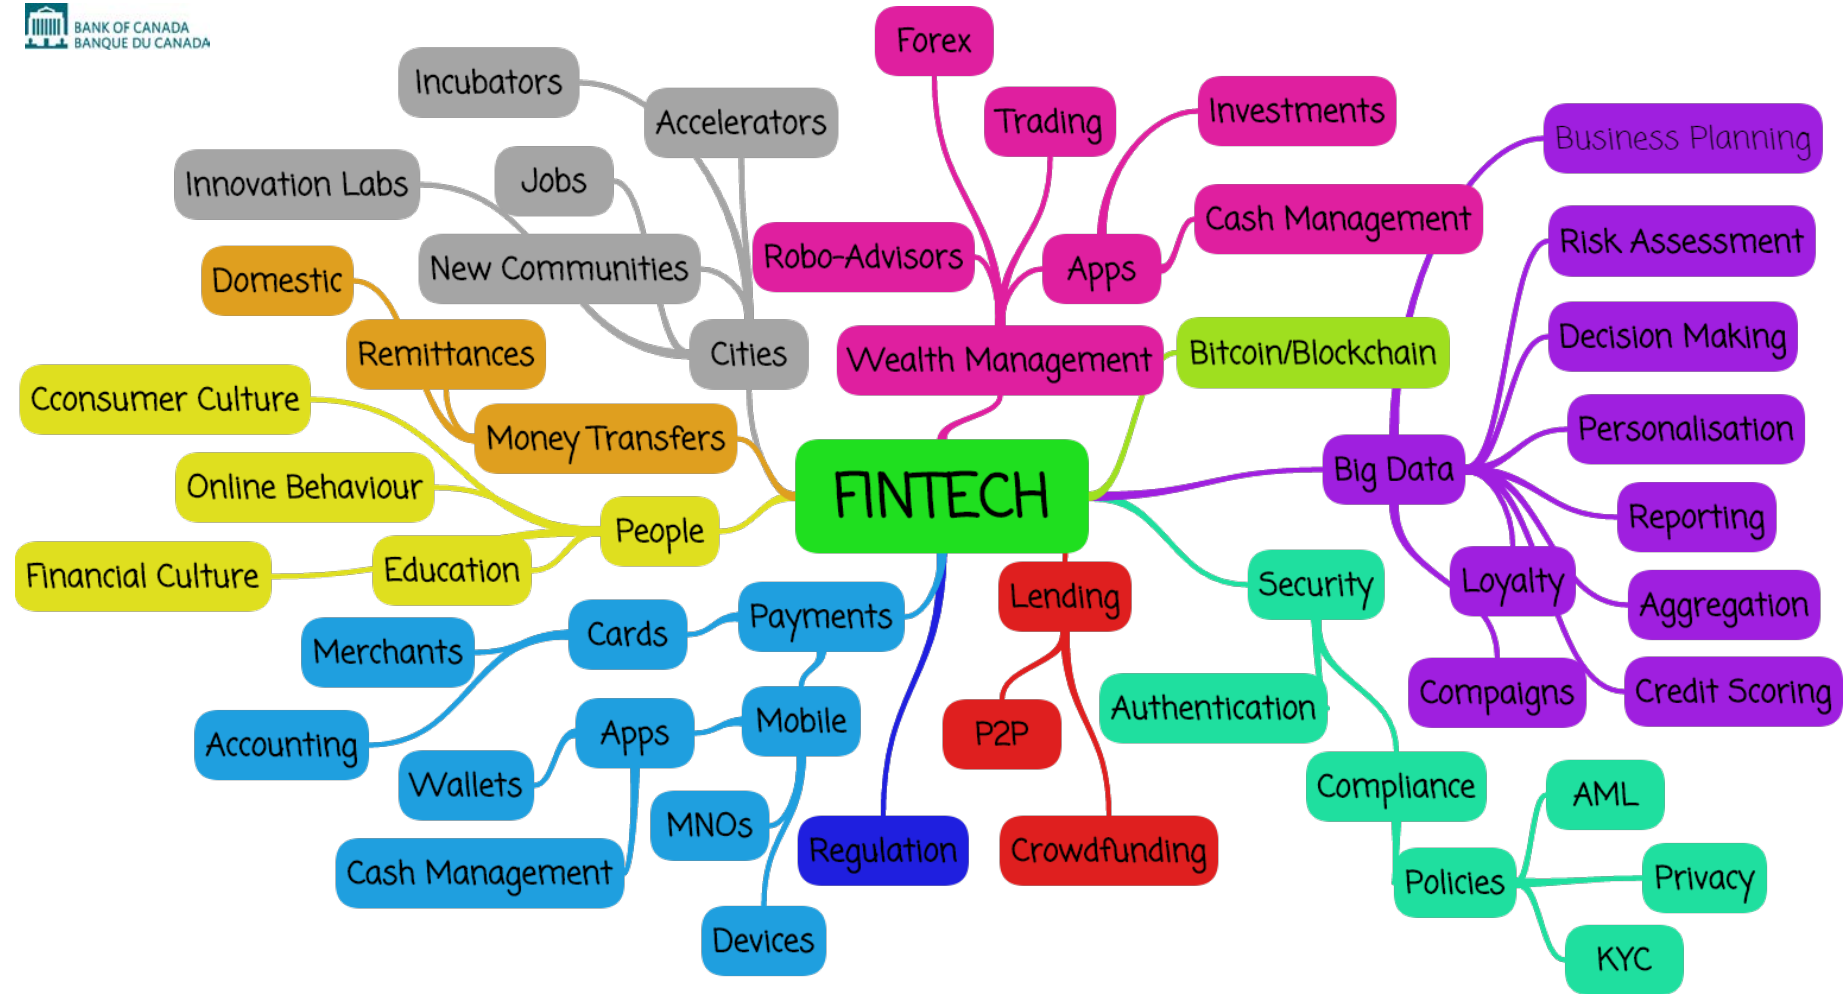 BANK OF CANADA
BANQUE DU CANADA
Forex
Incubators
Accelerators
Trading
Investments
Business Planning
Innovation Labs
Jobs
Cash Management
Risk Assessment
New Communities
Robo-Advisors
Apps
Domestic
Remittances
Cities
Wealth Management
Bitcoin/Blockchain
Decision Making
Cconsumer Culture
Money Transfers
Personalisation
Online Behaviour
FINTECH
Big Data
People
Reporting
Financial Culture
Education
Payments
Lending
Security
Loyalty
Aggregation
Merchants
Cards
Accounting
Apps
Mobile
P2P
Authentication
Compaigns
Credit Scoring
Wallets
MNOs
Compliance
AML
Cash Management
Regulation
Crowdfunding
Policies
Privacy
Devices
KYC